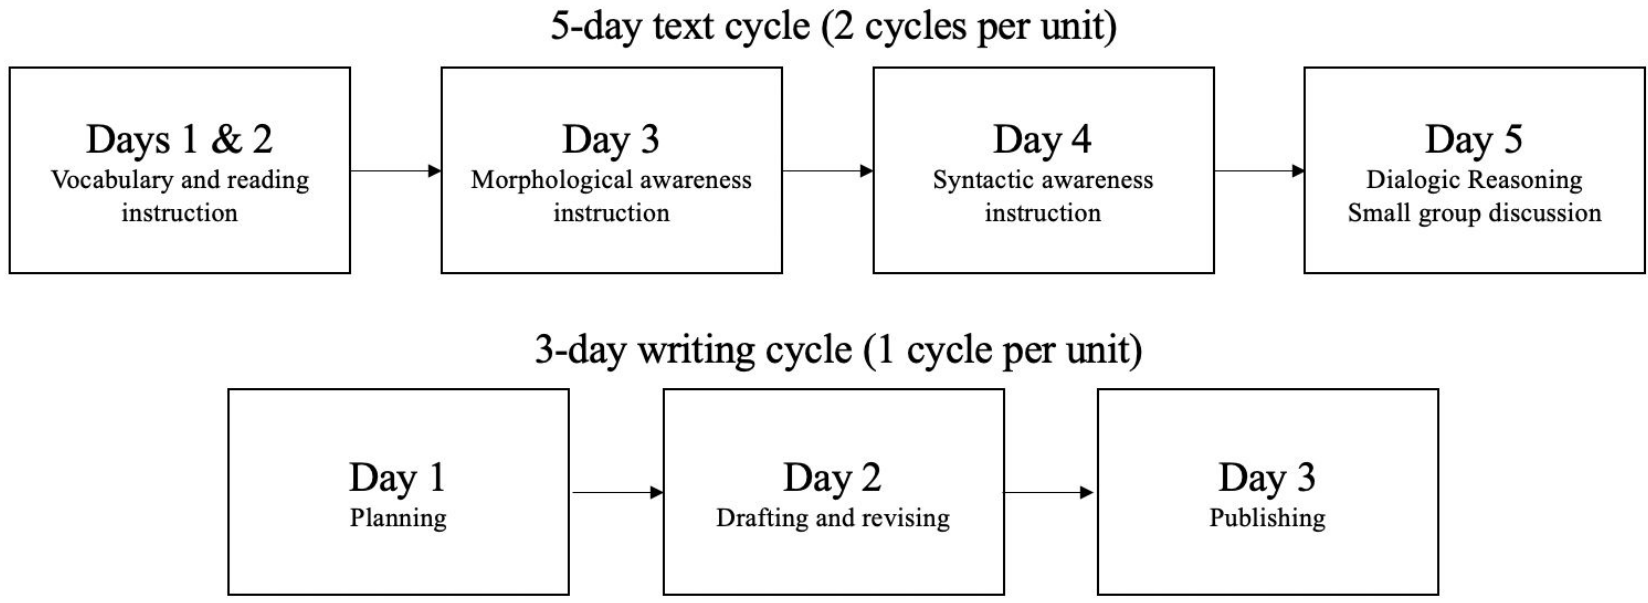 5-day text cycle (2 cycles per unit)
Days 1 & 2
Vocabulary and reading
instruction
Day 3
Morphological awareness
instruction
Day 4
Syntactic awareness
instruction
Day 5
Dialogic Reasoning
Small group discussion
3-day writing cycle (1 cycle per unit)
Day 1
Planning
Day 2
Drafting and revising
Day 3
Publishing